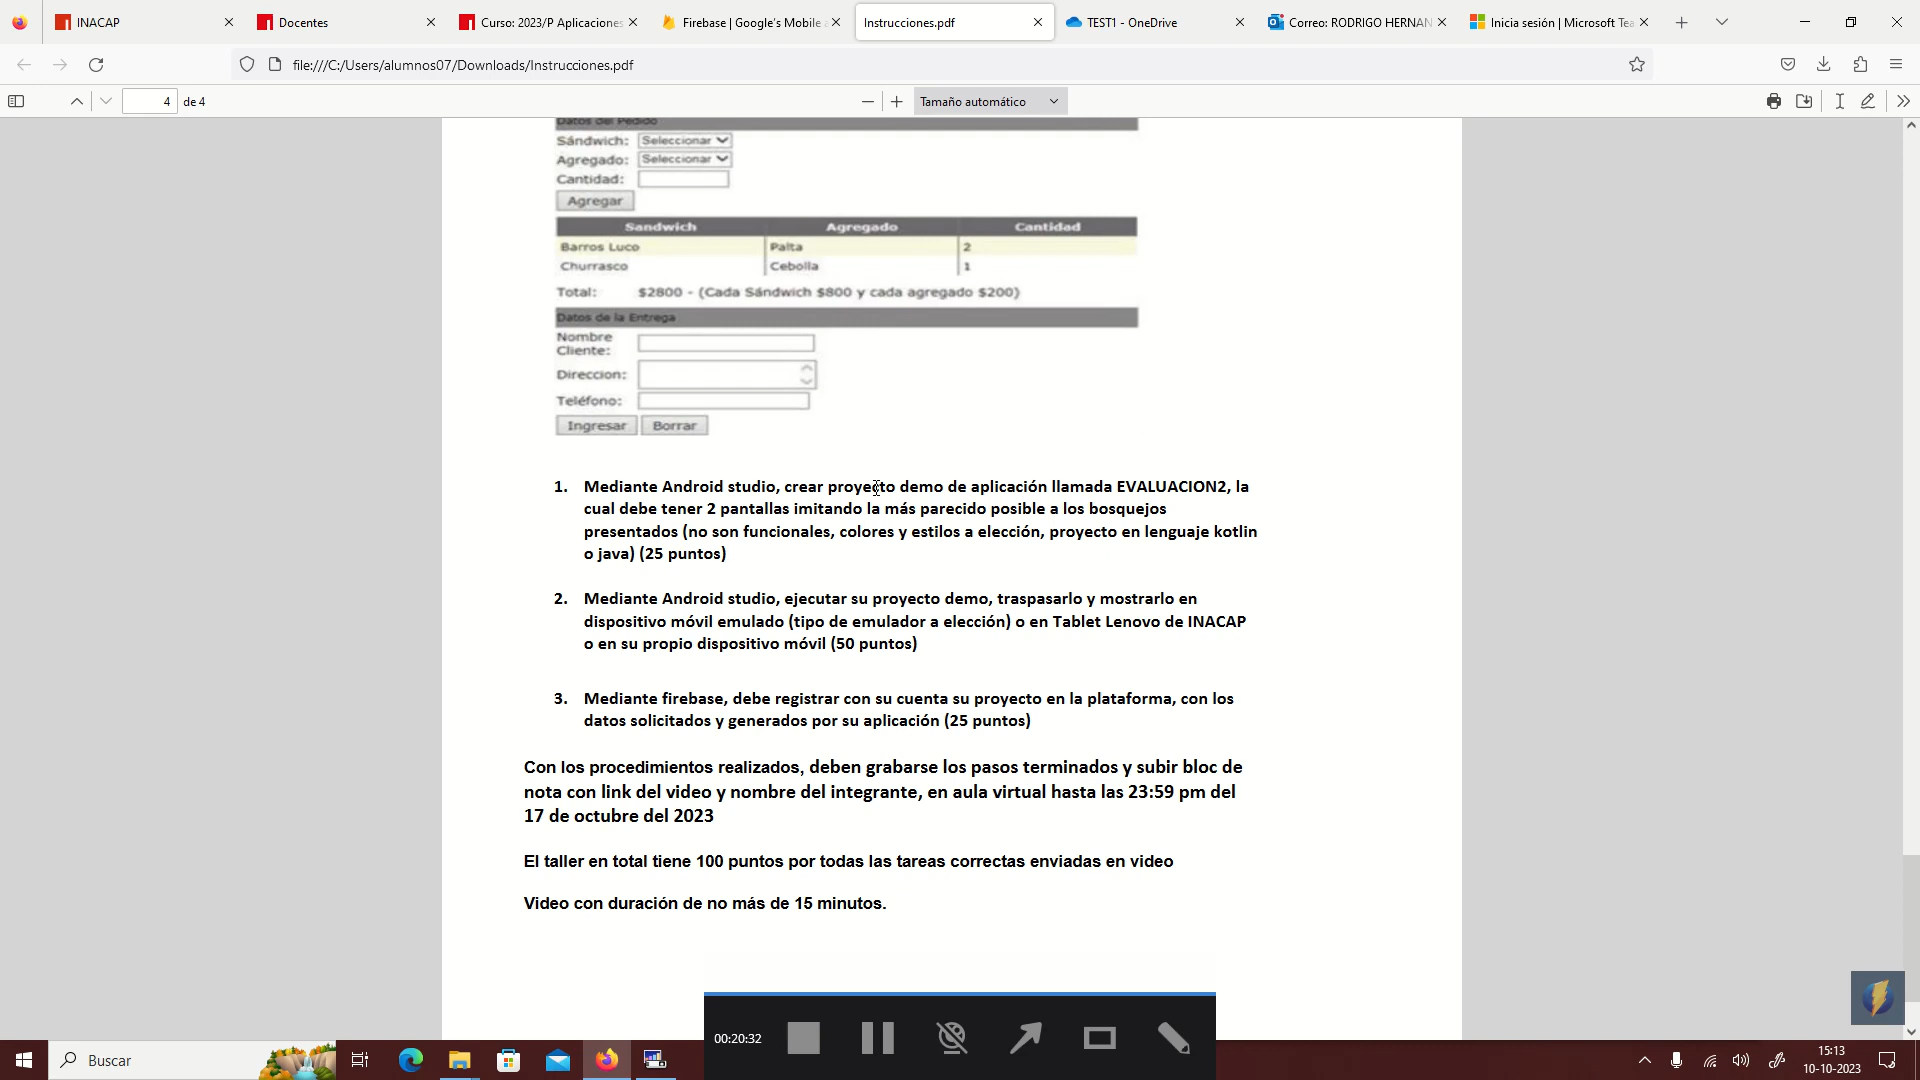 INACAP
Docentes
Curso: 2023/P Aplicaciones
Firebase | Google's Mobile
Instrucciones.pdf
TEST1 - OneDrive
Correo: RODRIGO HERNAN
Inicia sesión | Microsoft Tea
file:///C:/Users/alumnos07/Downloads/Instrucciones.pdf
4 de 4
Tamaño automático
Datos del Pedido
Sándwich: Seleccionar
Agregado: Seleccionar
Cantidad:
Agregar
Sandwich Agregado Cantidad
Barros Luco Palta 2
Churrasco Cebolla 1
Total: $2800 - (Cada Sándwich $800 y cada agregado $200)
Datos de la Entrega
Nombre
Cliente:
Direccion:
Teléfono:
Ingresar Borrar
1. Mediante Android studio, crear proyecto demo de aplicación llamada EVALUACION2, la
cual debe tener 2 pantallas imitando la más parecido posible a los bosquejos
presentados (no son funcionales, colores y estilos a elección, proyecto en lenguaje kotlin
o java) (25 puntos)
2. Mediante Android studio, ejecutar su proyecto demo, traspasarlo y mostrarlo en
dispositivo móvil emulado (tipo de emulador a elección) o en Tablet Lenovo de INACAP
o en su propio dispositivo móvil (50 puntos)
3. Mediante firebase, debe registrar con su cuenta su proyecto en la plataforma, con los
datos solicitados y generados por su aplicación (25 puntos)
Con los procedimientos realizados, deben grabarse los pasos terminados y subir bloc de
nota con link del video y nombre del integrante, en aula virtual hasta las 23:59 pm del
17 de octubre del 2023
El taller en total tiene 100 puntos por todas las tareas correctas enviadas en video
Video con duración de no más de 15 minutos.
00:20:32
Buscar
15:13
10-10-2023